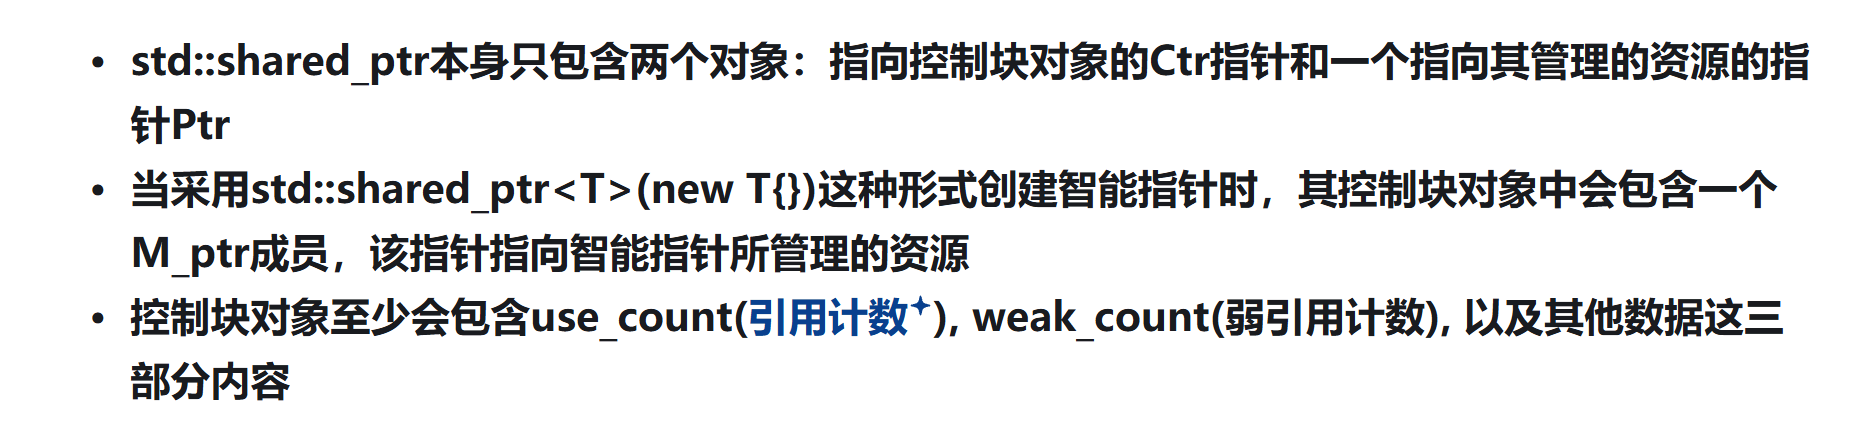 • std::shared_ptr本身只包含两个对象：指向控制块对象的Ctr指针和一个指向其管理的资源的指
针Ptr
• 当采用std::shared_ptr<T>(new T{})这种形式创建智能指针时，其控制块对象中会包含一个
M_ptr成员，该指针指向智能指针所管理的资源
• 控制块对象至少会包含use_count(引用计数), weak_count(弱引用计数), 以及其他数据这三
部分内容